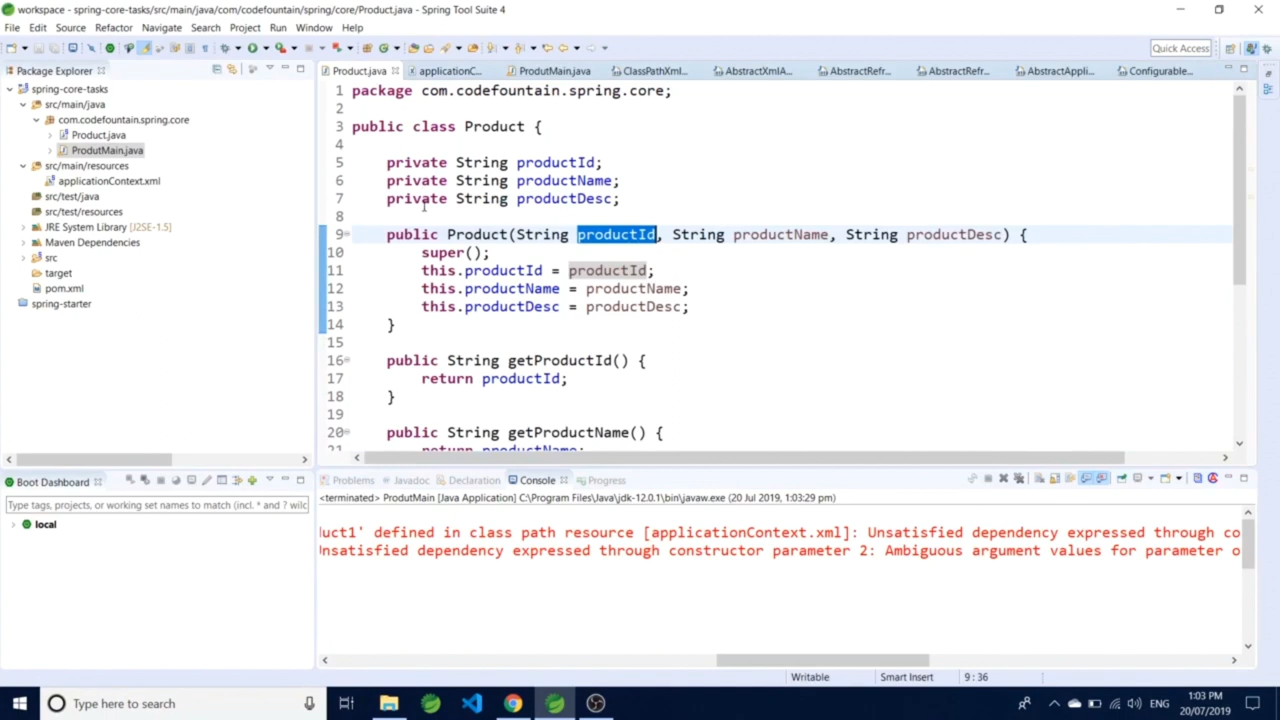 workspace - spring-core-tasks/src/main/java/com/codefountain/spring/core/Product.java - Spring Tool Suite 4
File Edit Source Refactor Navigate Search Project Run Window Help
Quick Access
Package Explorer
spring-core-tasks
src/main/java
com.codefountain.spring.core
Product.java
ProdutMain.java
src/main/resources
applicationContext.xml
src/test/java
src/test/resources
JRE System Library [J2SE-1.5]
Maven Dependencies
src
target
pom.xml
spring-starter
Product.java applicationC... ProdutMain.java ClassPathXml... AbstractXmlA... AbstractRefr... AbstractRefr... AbstractAppli... Configurable...
1 package com.codefountain.spring.core;
2
3 public class Product {
4
5 private String productId;
6 private String productName;
7 private String productDesc;
8
9 public Product(String productId, String productName, String productDesc) {
10 super();
11 this.productId = productId;
12 this.productName = productName;
13 this.productDesc = productDesc;
14 }
15
16 public String getProductId() {
17 return productId;
18 }
19
20 public String getProductName() {
21 return productName;
Boot Dashboard
Type tags, projects, or working set names to match (incl. * and ? wilc
local
Problems Javadoc Declaration Console Progress
<terminated> ProdutMain [Java Application] C:\Program Files\Java\jdk-12.0.1\bin\javaw.exe (20 Jul 2019, 1:03:29 pm)
uct1' defined in class path resource [applicationContext.xml]: Unsatisfied dependency expressed through co
Unsatisfied dependency expressed through constructor parameter 2: Ambiguous argument values for parameter o
Writable Smart Insert 9 : 36
Type here to search
ENG
1:03 PM
20/07/2019